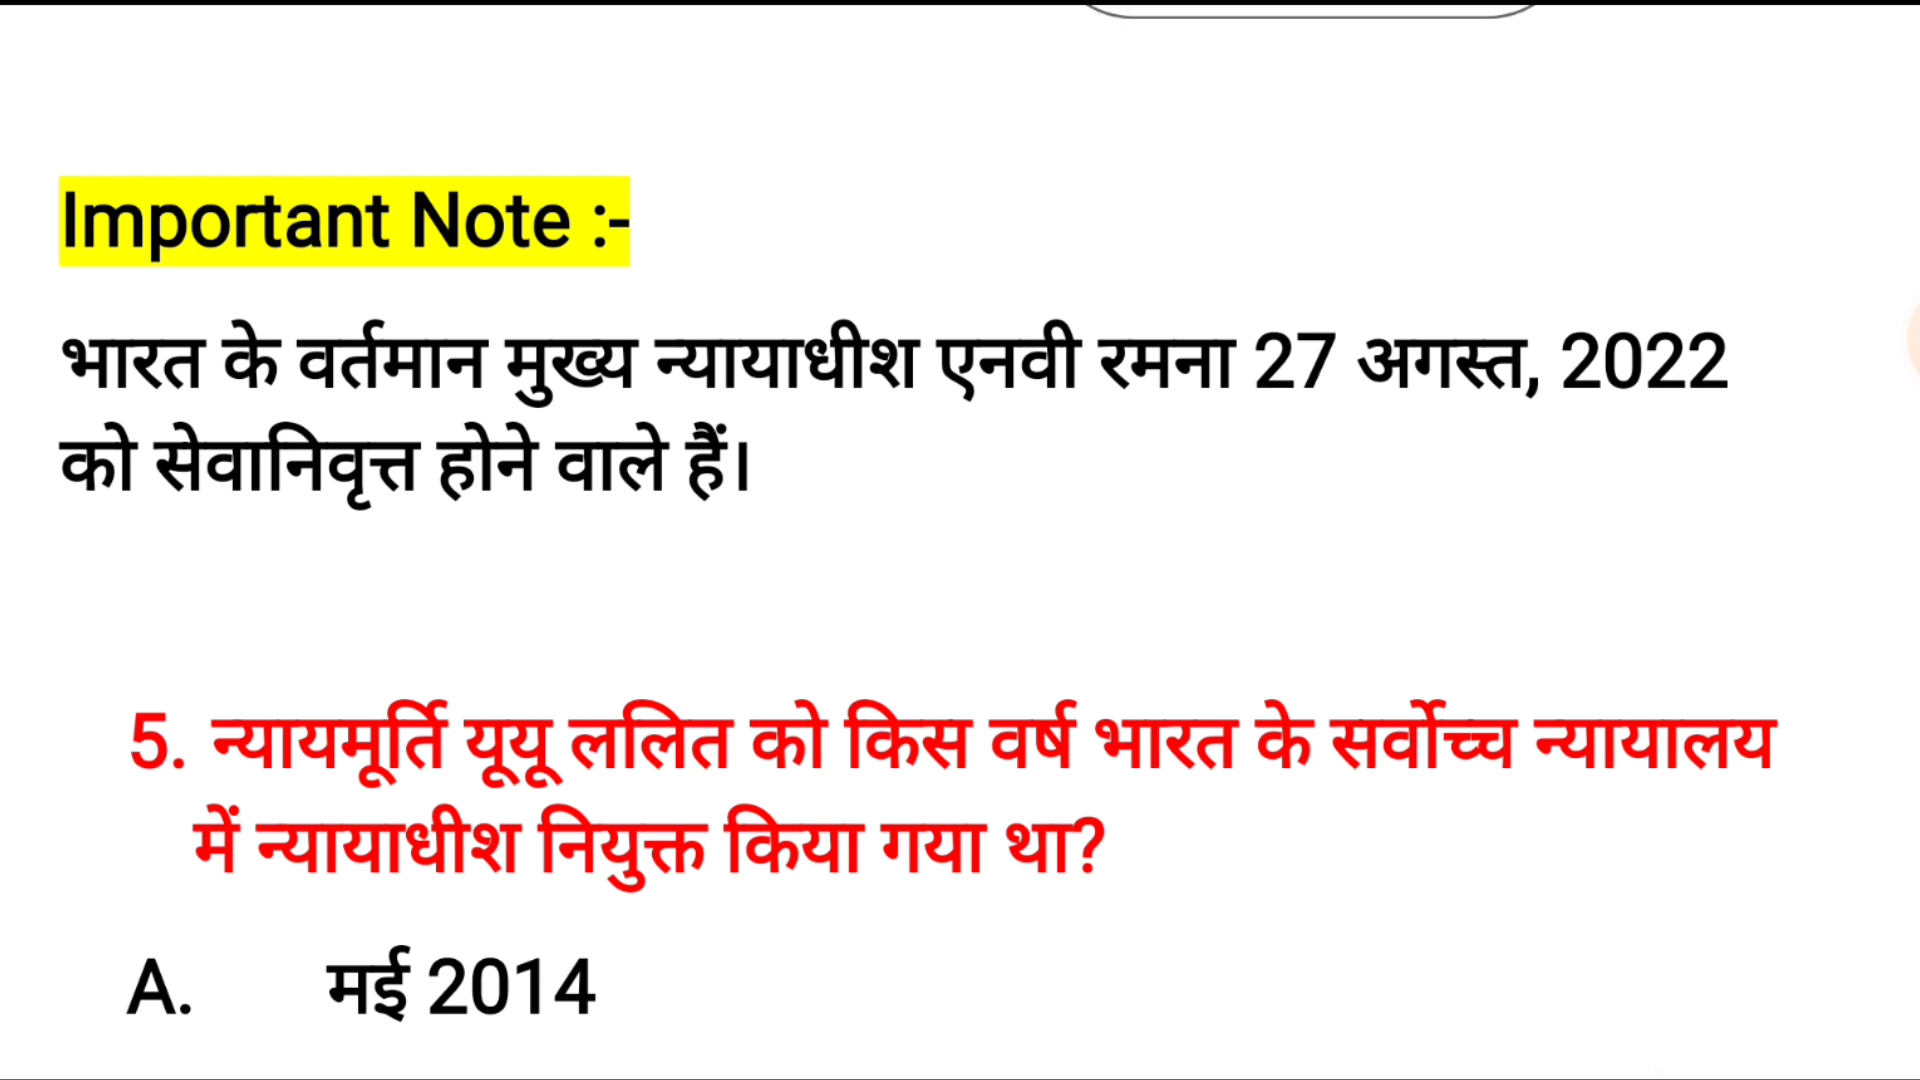 Important Note :-
भारत के वर्तमान मुख्य न्यायाधीश एनवी रमना 27 अगस्त, 2022
को सेवानिवृत्त होने वाले हैं।
5. न्यायमूर्ति यूयू ललित को किस वर्ष भारत के सर्वोच्च न्यायालय
में न्यायाधीश नियुक्त किया गया था?
A. मई 2014